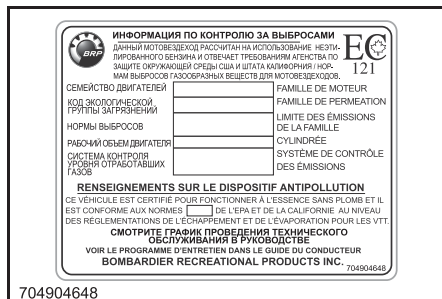 BRP
ИНФОРМАЦИЯ ПО КОНТРОЛЮ ЗА ВЫБРОСАМИ
ДАННЫЙ МОТОВЕЗДЕХОД РАССЧИТАН НА ИСПОЛЬЗОВАНИЕ НЕЭТИ-
ЛИРОВАННОГО БЕНЗИНА И ОТВЕЧАЕТ ТРЕБОВАНИЯМ АГЕНСТВА ПО
ЗАЩИТЕ ОКРУЖАЮЩЕЙ СРЕДЫ США И ШТАТА КАЛИФОРНИЯ / НОР-
МАМ ВЫБРОСОВ ГАЗООБРАЗНЫХ ВЕЩЕСТВ ДЛЯ МОТОВЕЗДЕХОДОВ.
EC
121
СЕМЕЙСТВО ДВИГАТЕЛЕЙ FAMILLE DE MOTEUR
КОД ЭКОЛОГИЧЕСКОЙ FAMILLE DE PERMEATION
ГРУППЫ ЗАГРЯЗНЕНИЙ
НОРМЫ ВЫБРОСОВ LIMITE DES ÉMISSIONS
DE LA FAMILLE
РАБОЧИЙ ОБЪЕМ ДВИГАТЕЛЯ CYLINDRÉE
СИСТЕМА КОНТРОЛЯ SYSTÈME DE CONTRÔLE
УРОВНЯ ОТРАБОТАВШИХ DES ÉMISSIONS
ГАЗОВ
RENSEIGNEMENTS SUR LE DISPOSITIF ANTIPOLLUTION
CE VÉHICULE EST CERTIFIÉ POUR FONCTIONNER À L'ESSENCE SANS PLOMB ET IL
EST CONFORME AUX NORMES DE L'EPA ET DE LA CALIFORNIE AU NIVEAU
DES RÉGLEMENTATIONS DE L'ÉCHAPPEMENT ET DE L'ÉVAPORATION POUR LES VTT.
СМОТРИТЕ ГРАФИК ПРОВЕДЕНИЯ ТЕХНИЧЕСКОГО
ОБСЛУЖИВАНИЯ В РУКОВОДСТВЕ
VOIR LE PROGRAMME D'ENTRETIEN DANS LE GUIDE DU CONDUCTEUR
BOMBARDIER RECREATIONAL PRODUCTS INC.
704904648
704904648